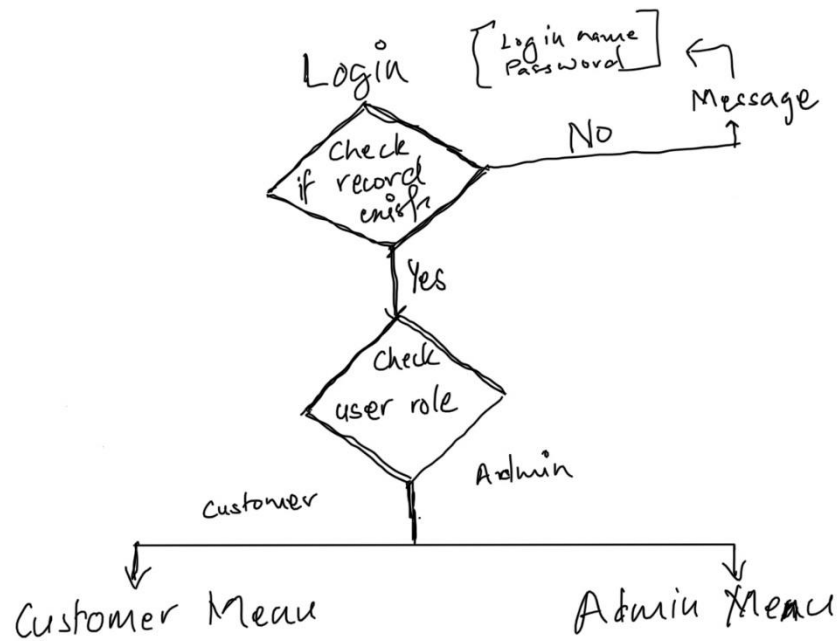 Login name
Password
Login
Message
NO
Check
if record
exists
Yes
Check
user role
Admin
Customer
Customer Menu
Admin Menu